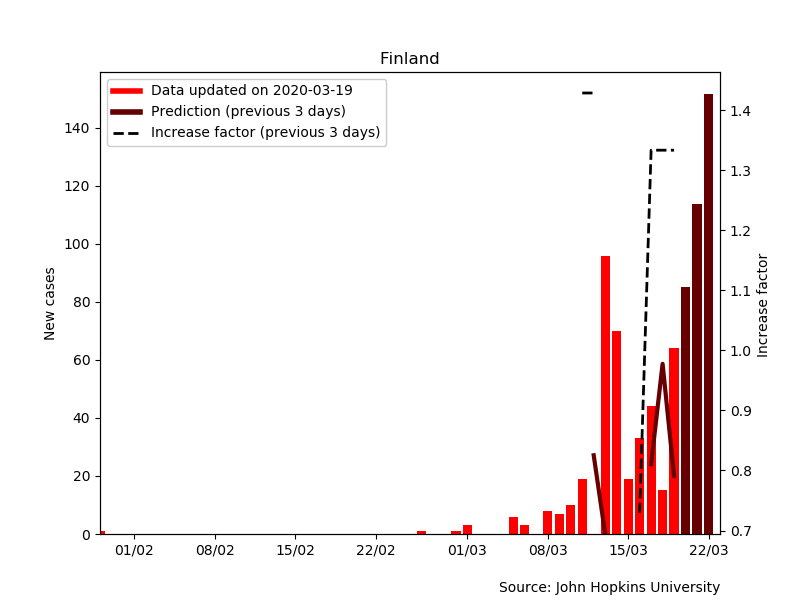 Finland
Data updated on 2020-03-19
Prediction (previous 3 days)
Increase factor (previous 3 days)
New cases
140
120
100
80
60
40
20
0
1.4
1.3
1.2
1.1
1.0
0.9
0.8
0.7
Increase factor
01/02 08/02 15/02 22/02 01/03 08/03 15/03 22/03
Source: John Hopkins University